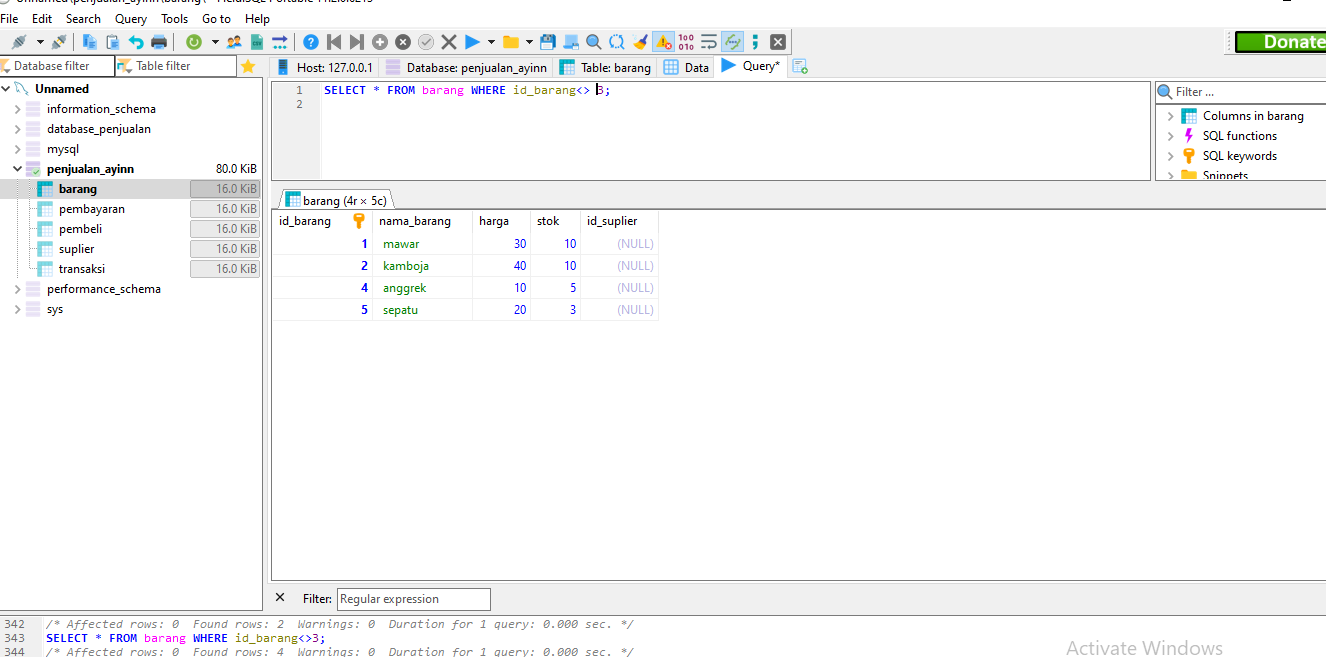 File Edit Search Query Tools Go to Help
Donate
Database filter Table filter Host: 127.0.0.1 Database: penjualan_ayinn Table: barang Data Query*
Unnamed
information_schema
database_penjualan
mysql
penjualan_ayinn 80.0 KiB
barang 16.0 KiB
pembayaran 16.0 KiB
pembeli 16.0 KiB
suplier 16.0 KiB
transaksi 16.0 KiB
performance_schema
sys
1 SELECT * FROM barang WHERE id_barang<> 3;
2
Filter ...
Columns in barang
SQL functions
SQL keywords
Snippets
barang (4r × 5c)
id_barang nama_barang harga stok id_suplier
1 mawar 30 10 (NULL)
2 kamboja 40 10 (NULL)
4 anggrek 10 5 (NULL)
5 sepatu 20 3 (NULL)
Filter: Regular expression
342 /* Affected rows: 0 Found rows: 2 Warnings: 0 Duration for 1 query: 0.000 sec. */
343 SELECT * FROM barang WHERE id_barang<>3;
344 /* Affected rows: 0 Found rows: 4 Warnings: 0 Duration for 1 query: 0.000 sec. */
Activate Windows